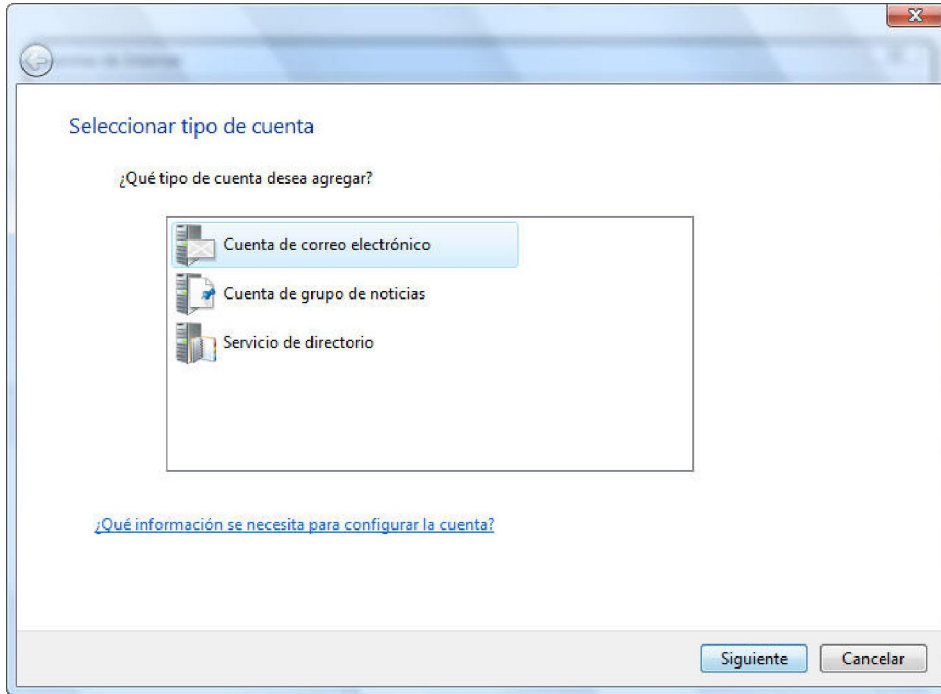 Seleccionar tipo de cuenta
¿Qué tipo de cuenta desea agregar?
Cuenta de correo electrónico
Cuenta de grupo de noticias
Servicio de directorio
¿Qué información se necesita para configurar la cuenta?
Siguiente
Cancelar